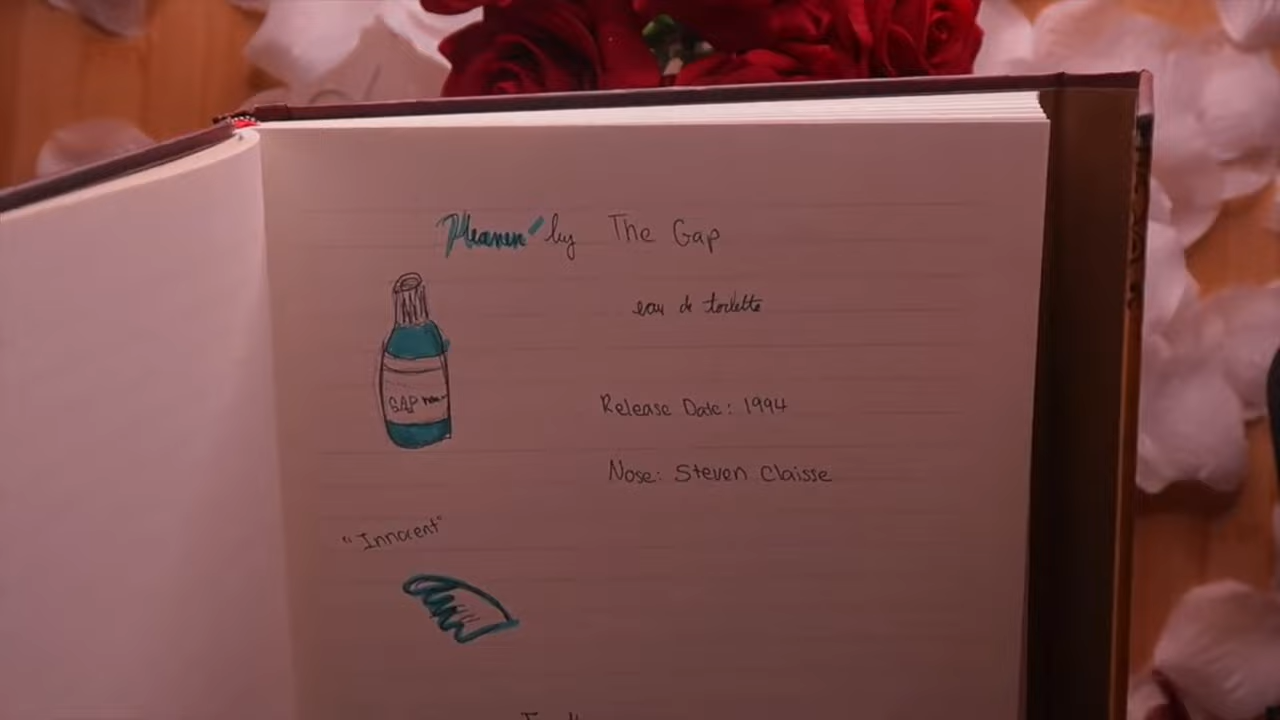 "Heaven" by The Gap
eau de toilette
GAP
Release Date: 1994
Nose: Steven Claisse
"Innocent"